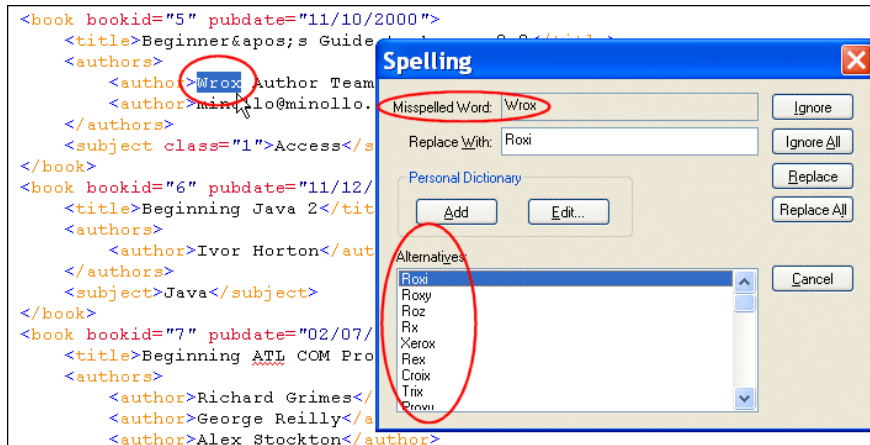 <book bookid="5" pubdate="11/10/2000">
<title>Beginner&apos;s Guide
<authors>
<author>Wrox Author Team
<author>minollo@minollo.
</authors>
<subject class="1">Access</s
</book>
<book bookid="6" pubdate="11/12/
<title>Beginning Java 2</tit
<authors>
<author>Ivor Horton</aut
</authors>
<subject>Java</subject>
</book>
<book bookid="7" pubdate="02/07/
<title>Beginning ATL COM Pro
<authors>
<author>Richard Grimes</
<author>George Reilly</a
<author>Alex Stockton</author>
Spelling
Misspelled Word: Wrox
Ignore
Replace With: Roxi
Ignore All
Personal Dictionary
Replace
Add Edit...
Replace All
Alternatives:
Cancel
Roxi
Roxy
Roz
Rx
Xerox
Rex
Croix
Trix
Proxy